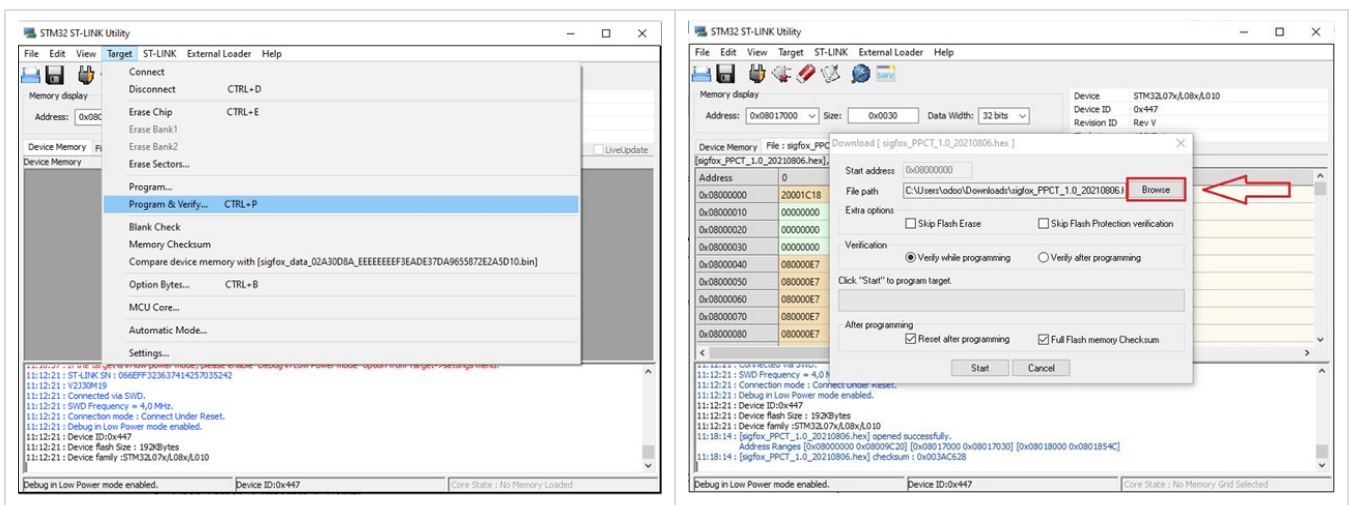 STM32 ST-LINK Utility
File Edit View Target ST-LINK External Loader Help
Memory display
Address: 0x080
Device Memory
LiveUpdate
Device Memory
Connect
Disconnect CTRL+D
Erase Chip CTRL+E
Erase Bank1
Erase Bank2
Erase Sectors...
Program...
Program & Verify... CTRL+P
Blank Check
Memory Checksum
Compare device memory with [sigfox_data_02A30D8A_EEEEEEEEF3EADE37DA9655872E2A5D10.bin]
Option Bytes... CTRL+B
MCU Core...
Automatic Mode...
Settings...
11:12:21 : ST-LINK SN : 066EFF323637414257035242
11:12:21 : V2J30M19
11:12:21 : Connected via SWD.
11:12:21 : SWD Frequency = 4,0 MHz.
11:12:21 : Connection mode : Connect Under Reset.
11:12:21 : Debug in Low Power mode enabled.
11:12:21 : Device ID:0x447
11:12:21 : Device flash Size : 192KBytes
11:12:21 : Device family :STM32L07x/L08x/L010
Debug in Low Power mode enabled. Device ID:0x447 Core State : No Memory Loaded
STM32 ST-LINK Utility
File Edit View Target ST-LINK External Loader Help
SWV
Memory display
Address: 0x08017000 Size: 0x0030 Data Width: 32 bits
Device STM32L07x/L08x/L010
Device ID 0x447
Revision ID Rev V
Device Memory File : sigfox_PPC
[sigfox_PPCT_1.0_20210806.hex],
Address 0
0x08000000 20001C18
0x08000010 00000000
0x08000020 00000000
0x08000030 00000000
0x08000040 080000E7
0x08000050 080000E7
0x08000060 080000E7
0x08000070 080000E7
0x08000080 080000E7
Download [ sigfox_PPCT_1.0_20210806.hex ]
Start address 0x08000000
File path C:\Users\odoo\Downloads\sigfox_PPCT_1.0_20210806.h Browse
Extra options
Skip Flash Erase Skip Flash Protection verification
Verification
Verify while programming Verify after programming
Click "Start" to program target.
After programming
Reset after programming Full Flash memory Checksum
Start Cancel
11:12:21 : SWD Frequency = 4,0 M
11:12:21 : Connection mode : Connect Under Reset.
11:12:21 : Debug in Low Power mode enabled.
11:12:21 : Device ID:0x447
11:12:21 : Device flash Size : 192KBytes
11:12:21 : Device family :STM32L07x/L08x/L010
11:18:14 : [sigfox_PPCT_1.0_20210806.hex] opened successfully.
Address Ranges [0x08000000 0x08009C20] [0x08017000 0x08017030] [0x08018000 0x0801854C]
11:18:14 : [sigfox_PPCT_1.0_20210806.hex] checksum : 0x003AC628
Debug in Low Power mode enabled. Device ID:0x447 Core State : No Memory Grid Selected